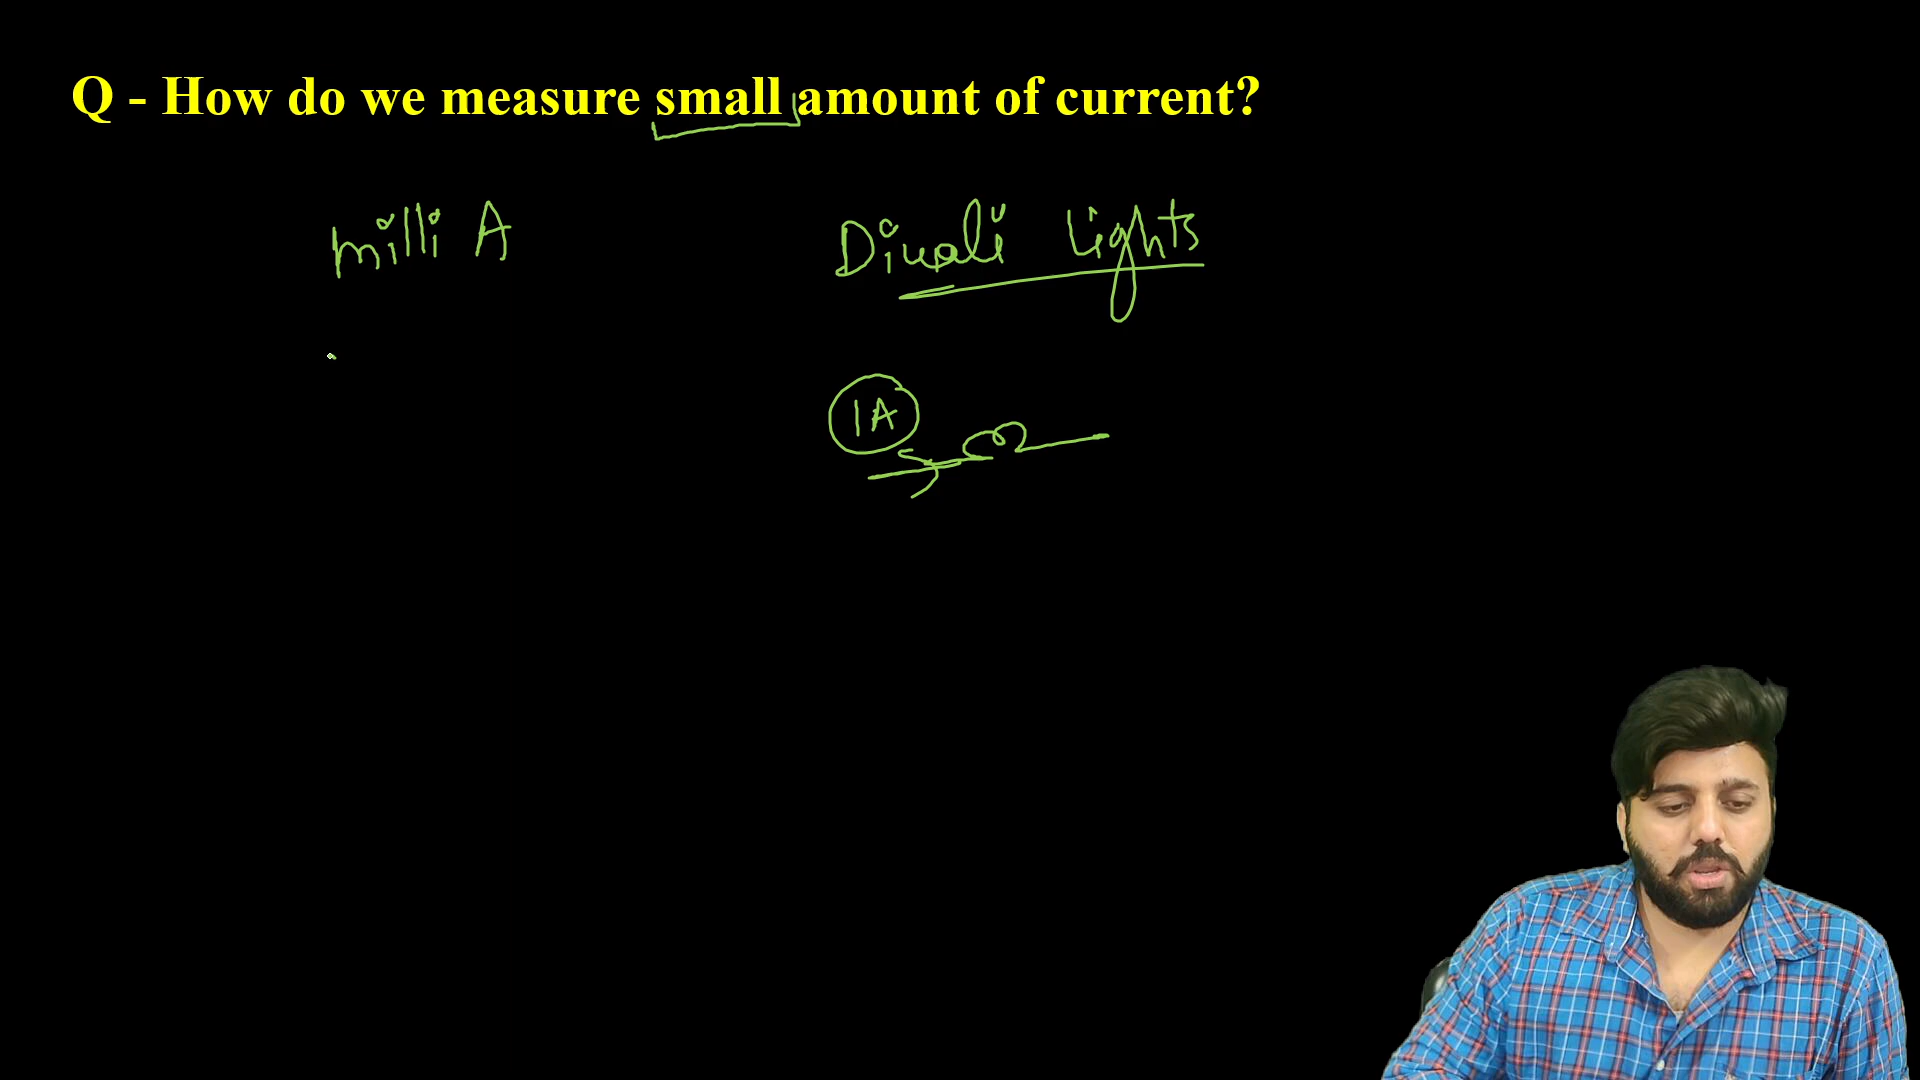 Q - How do we measure small amount of current?
milli A
Diwali Lights
1A